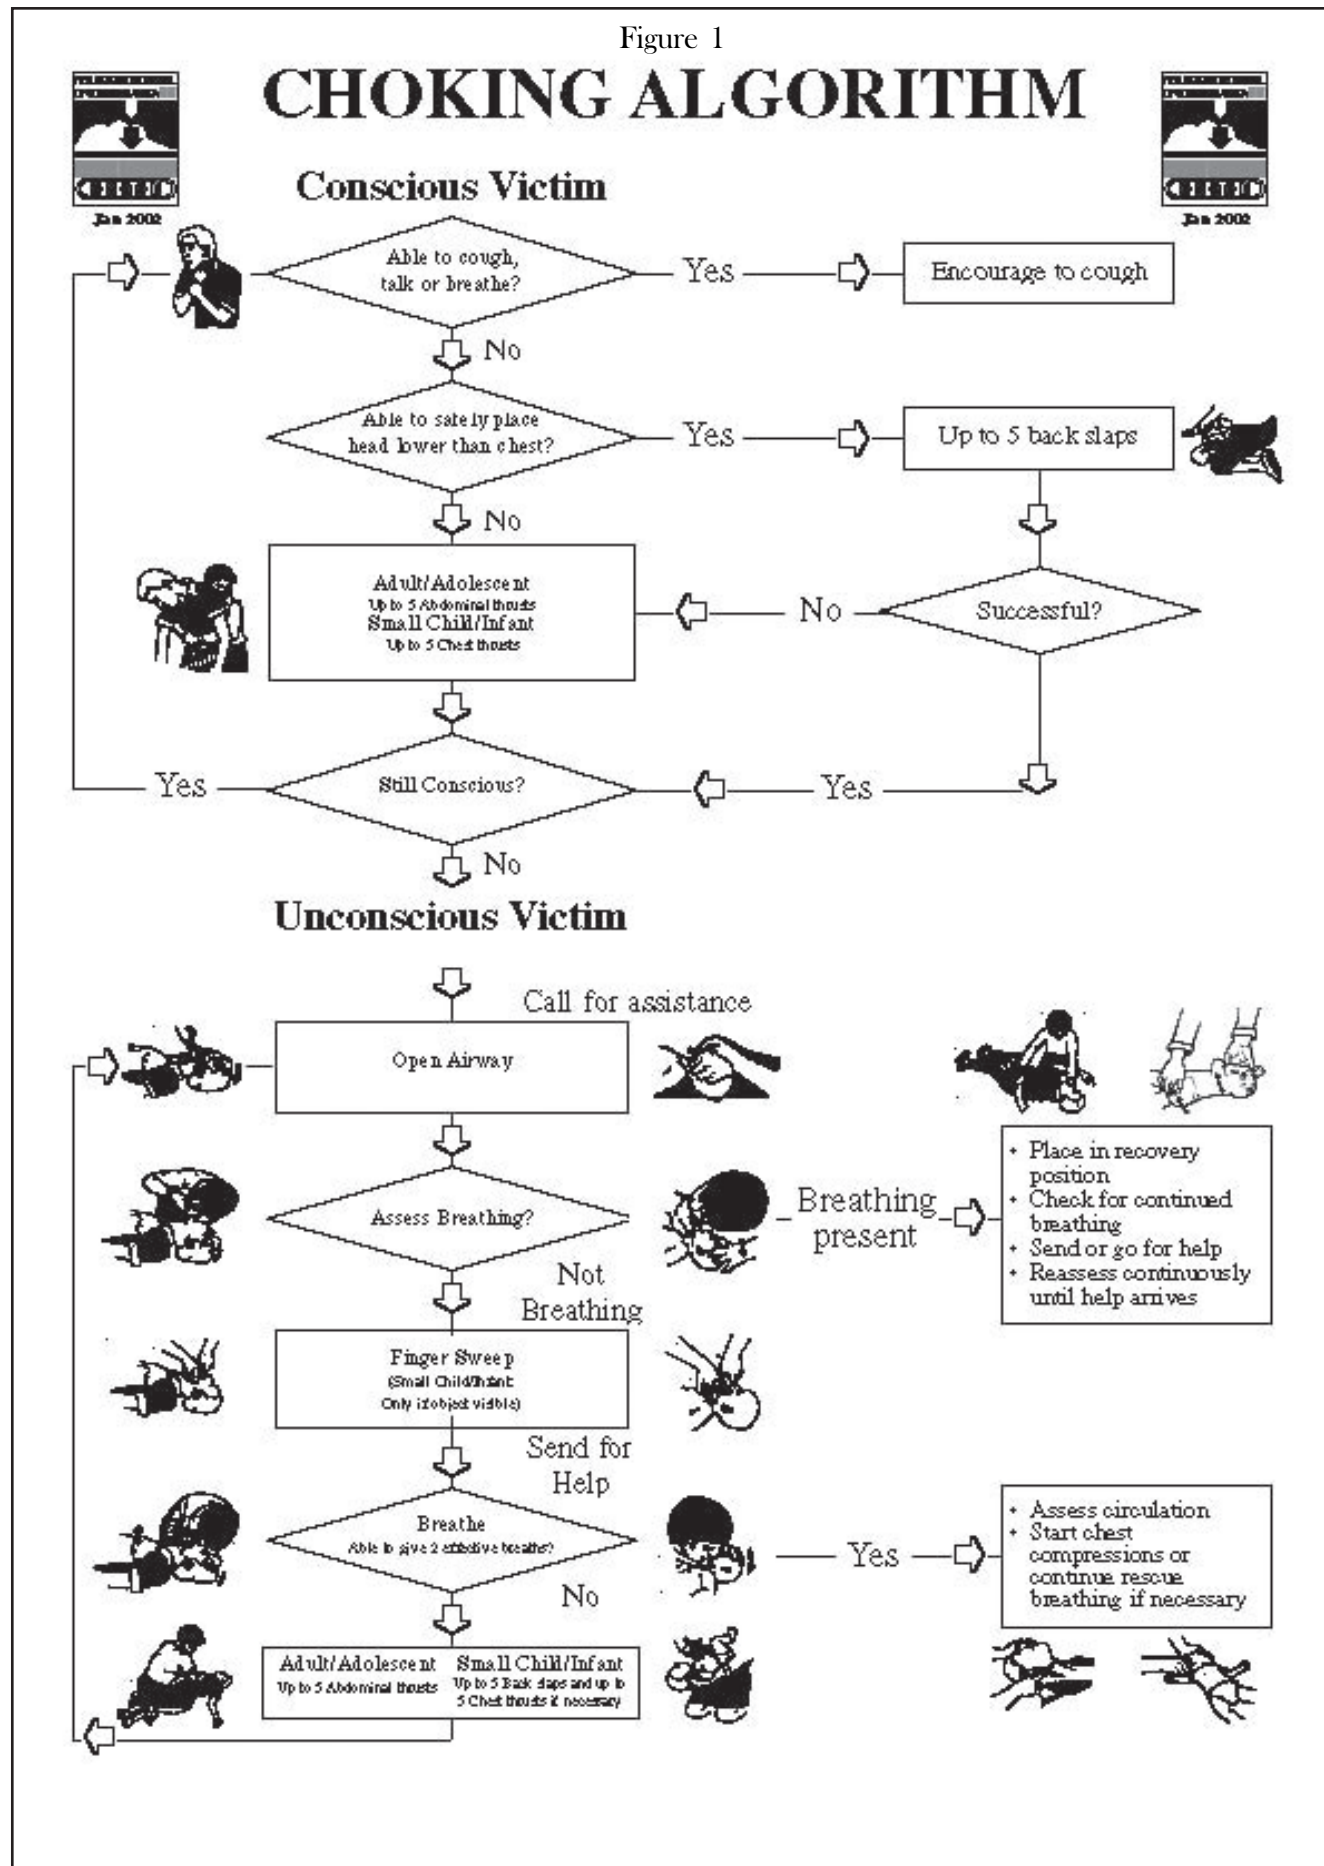 Figure 1
CHOKING ALGORITHM
Jan 2002
Jan 2002
Conscious Victim
Able to cough,
talk or breathe?
Yes
Encourage to cough
No
Able to safely place
head lower than chest?
Yes
Up to 5 back slaps
No
Adult/Adolescent
Up to 5 Abdominal thrusts
Small Child/Infant
Up to 5 Chest thrusts
No
Successful?
Yes
Still Conscious?
Yes
No
Unconscious Victim
Call for assistance
Open Airway
Assess Breathing?
Breathing
present
• Place in recovery
position
• Check for continued
breathing
• Send or go for help
• Reassess continuously
until help arrives
Not
Breathing
Finger Sweep
(Small Child/Infant:
Only if object visible)
Send for
Help
Breathe
Able to give 2 effective breaths?
Yes
• Assess circulation
• Start chest
compressions or
continue rescue
breathing if necessary
No
Adult/Adolescent
Up to 5 Abdominal thrusts
Small Child/Infant
Up to 5 Back slaps and up to
5 Chest thrusts if necessary